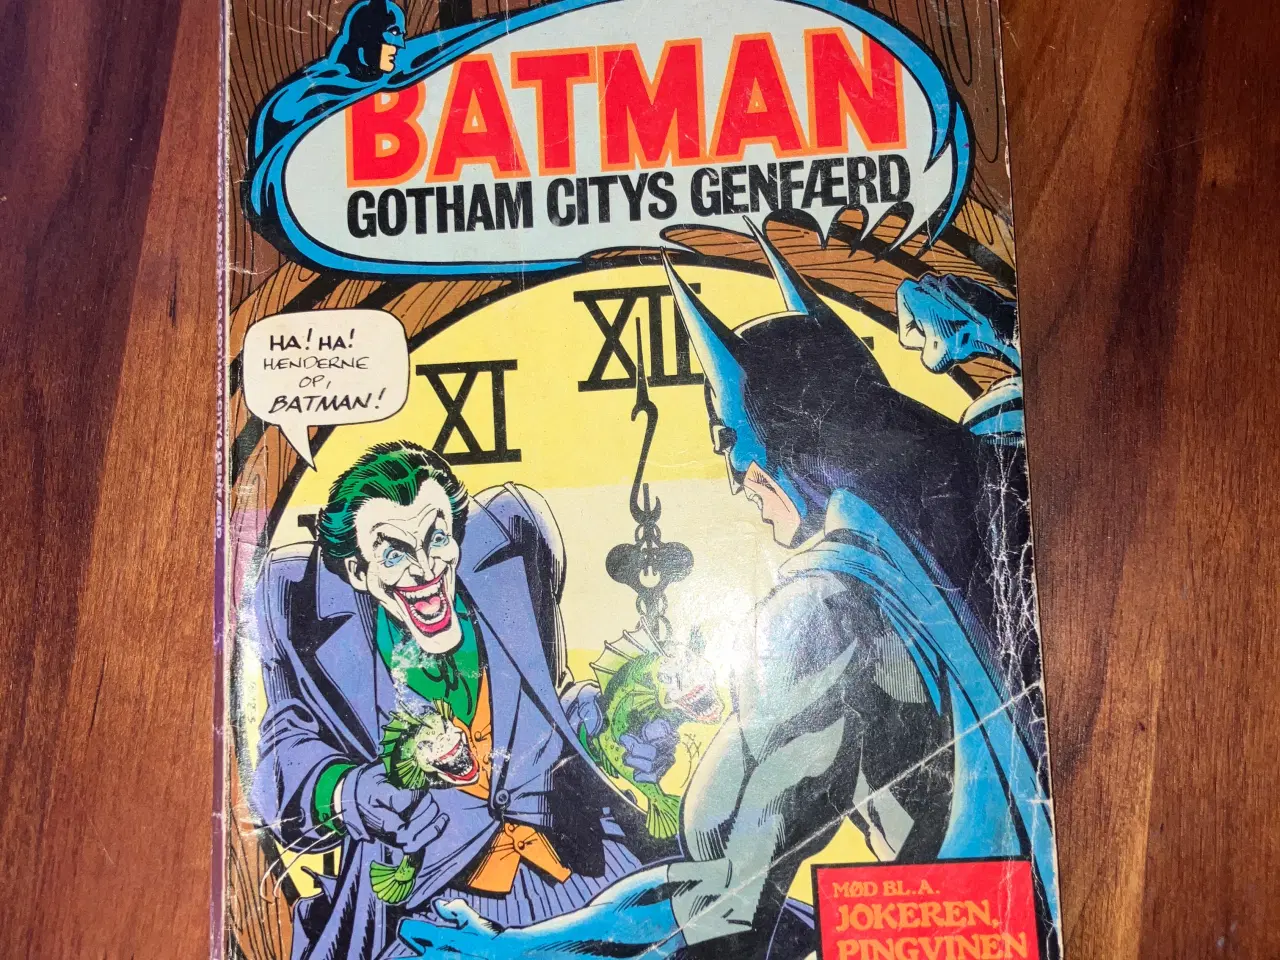 BATMAN
GOTHAM CITYS GENFÆRD
XII
XI
HA! HA!
HÆNDERNE
OP,
BATMAN!
MØD BL.A.
JOKEREN,
PINGVINEN